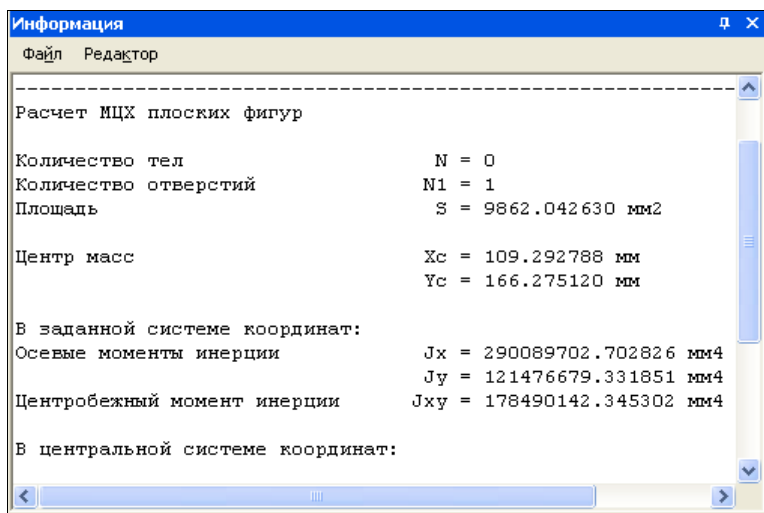 Информация
Файл Редактор
------------------------------------------------------------
Расчет МЦХ плоских фигур
Количество тел N = 0
Количество отверстий N1 = 1
Площадь S = 9862.042630 мм2
Центр масс Xc = 109.292788 мм
Yc = 166.275120 мм
В заданной системе координат:
Осевые моменты инерции Jx = 290089702.702826 мм4
Jy = 121476679.331851 мм4
Центробежный момент инерции Jxy = 178490142.345302 мм4
В центральной системе координат: